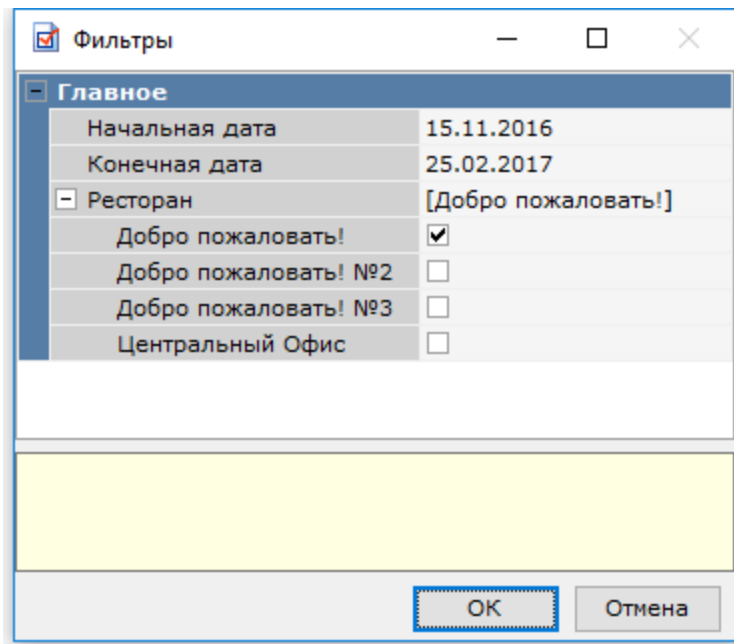 Фильтры
Главное
Начальная дата 15.11.2016
Конечная дата 25.02.2017
Ресторан [Добро пожаловать!]
Добро пожаловать!
Добро пожаловать! №2
Добро пожаловать! №3
Центральный Офис
OK Отмена